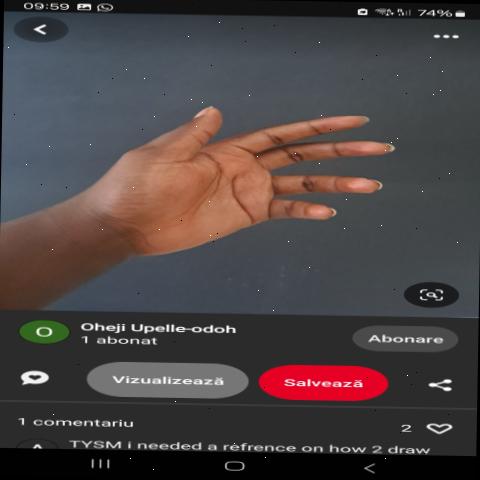 09:59 74%
O Oheji Upelle-odoh
1 abonat
Abonare
Vizualizează Salvează
1 comentariu 2
TYSM i needed a refrence on how 2 draw